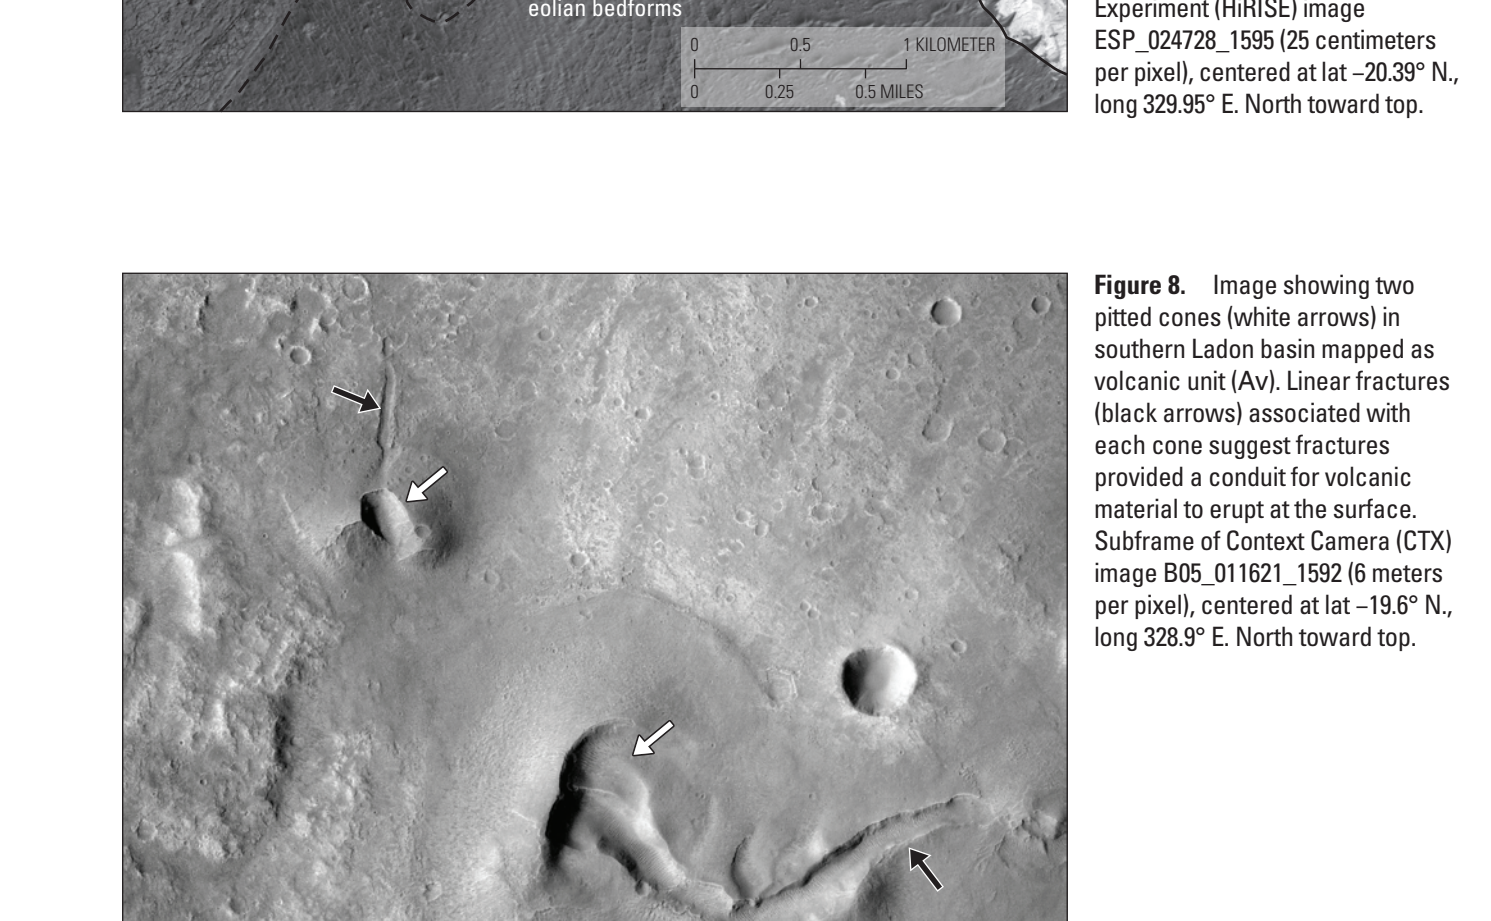 eolian bedforms
0 0.5 1 KILOMETER
0 0.25 0.5 MILES
Experiment (HiRISE) image
ESP_024728_1595 (25 centimeters
per pixel), centered at lat −20.39° N.,
long 329.95° E. North toward top.
Figure 8. Image showing two
pitted cones (white arrows) in
southern Ladon basin mapped as
volcanic unit (Av). Linear fractures
(black arrows) associated with
each cone suggest fractures
provided a conduit for volcanic
material to erupt at the surface.
Subframe of Context Camera (CTX)
image B05_011621_1592 (6 meters
per pixel), centered at lat −19.6° N.,
long 328.9° E. North toward top.